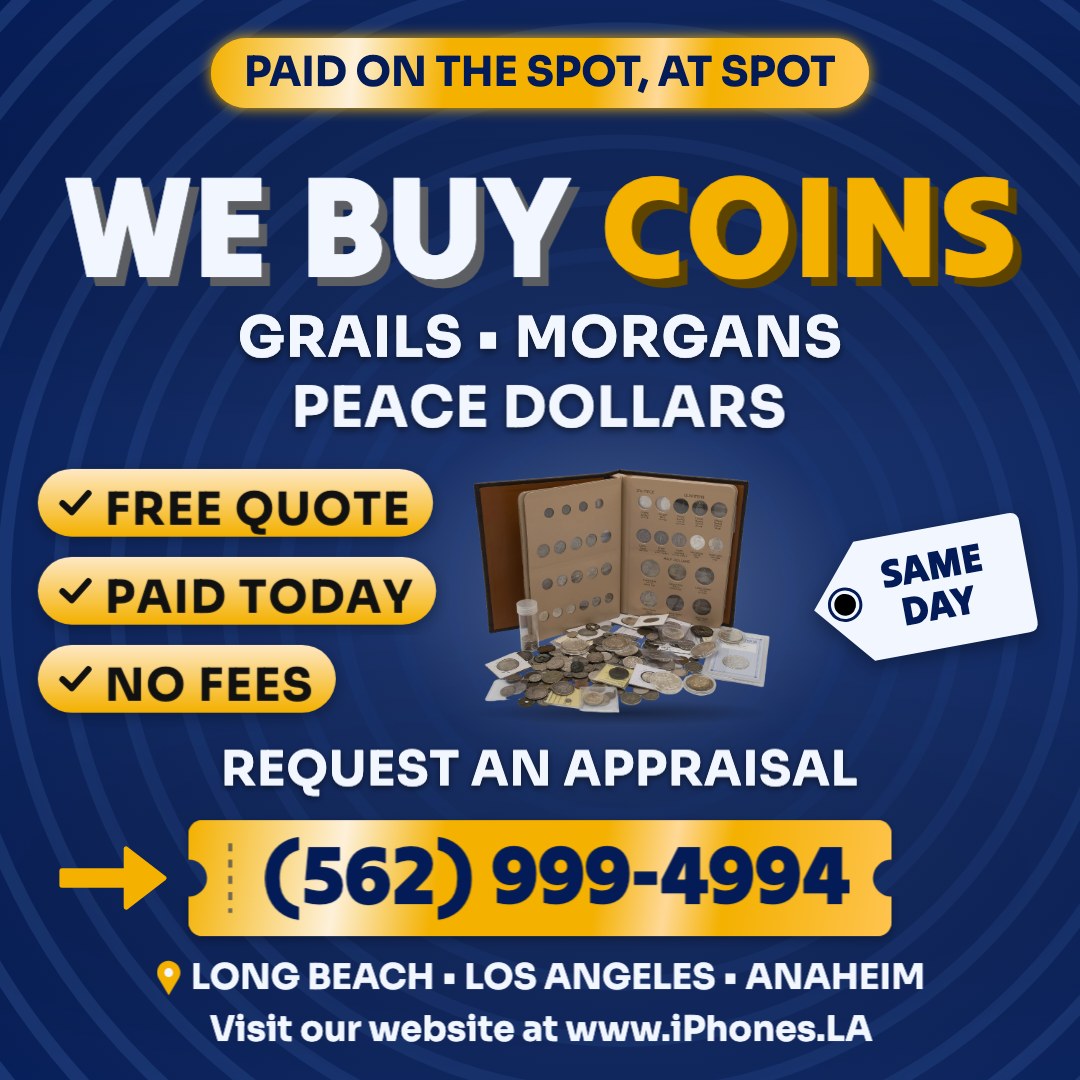 PAID ON THE SPOT, AT SPOT
WE BUY COINS
GRAILS ▪ MORGANS
PEACE DOLLARS
✓ FREE QUOTE
✓ PAID TODAY
✓ NO FEES
SAME
DAY
REQUEST AN APPRAISAL
(562) 999-4994
LONG BEACH ▪ LOS ANGELES ▪ ANAHEIM
Visit our website at www.iPhones.LA